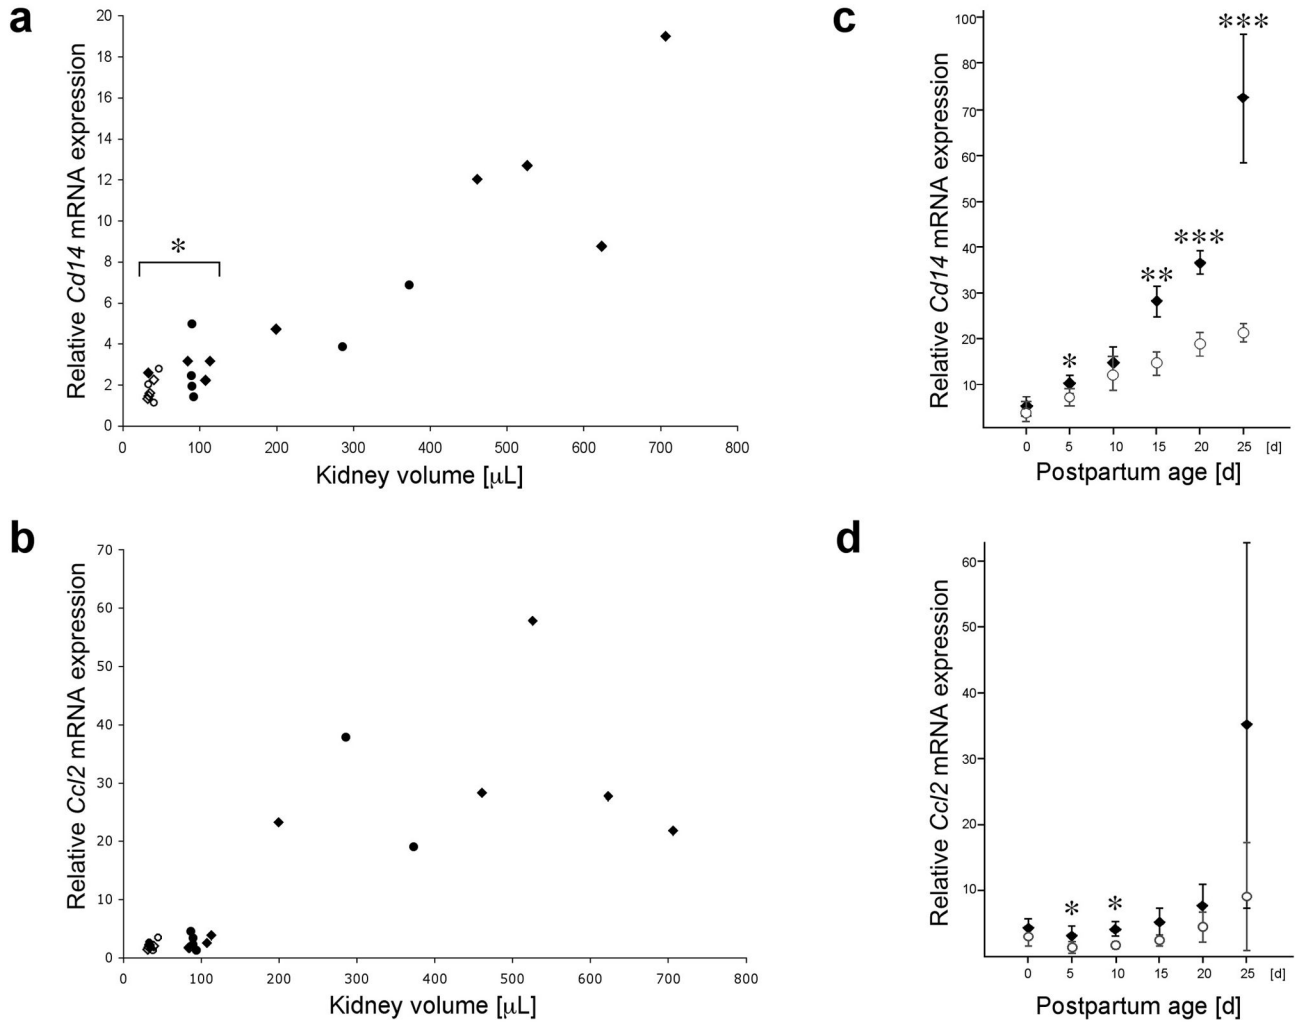 a
Relative Cd14 mRNA expression
20
18
16
14
12
10
8
6
4
2
0
*
0 100 200 300 400 500 600 700 800
Kidney volume [µL]
b
Relative Ccl2 mRNA expression
70
60
50
40
30
20
10
0
0 100 200 300 400 500 600 700 800
Kidney volume [µL]
c
Relative Cd14 mRNA expression
100
80
70
60
50
40
30
20
10
*
**
***
***
0 5 10 15 20 25 [d]
Postpartum age [d]
d
Relative Ccl2 mRNA expression
60
50
40
30
20
10
*
*
0 5 10 15 20 25 [d]
Postpartum age [d]